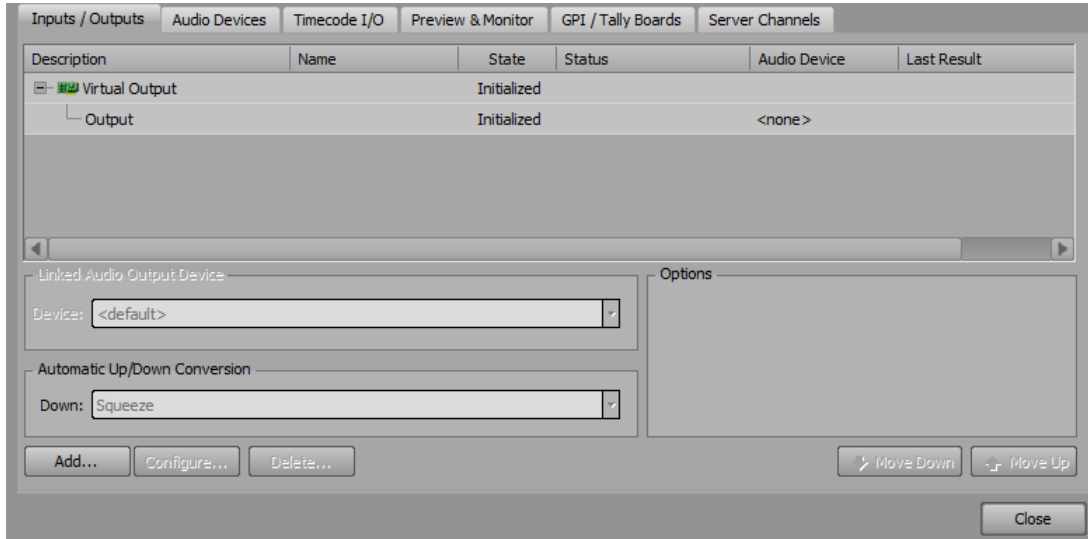 Inputs / Outputs Audio Devices Timecode I/O Preview & Monitor GPI / Tally Boards Server Channels
Description Name State Status Audio Device Last Result
Virtual Output Initialized
Output Initialized <none>
Linked Audio Output Device
Device: <default>
Options
Automatic Up/Down Conversion
Down: Squeeze
Add... Configure... Delete... Move Down Move Up
Close